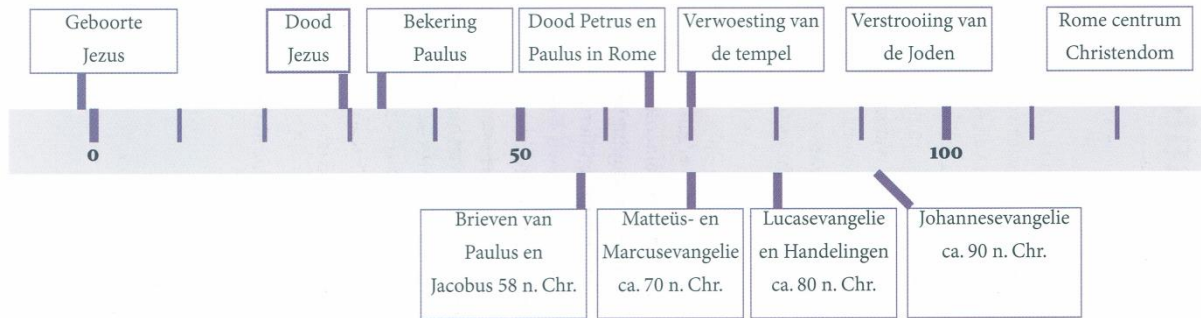 Geboorte
Jezus
Dood
Jezus
Bekering
Paulus
Dood Petrus en
Paulus in Rome
Verwoesting van
de tempel
Verstrooiing van
de Joden
Rome centrum
Christendom
0
50
100
Brieven van
Paulus en
Jacobus 58 n. Chr.
Matteüs- en
Marcusevangelie
ca. 70 n. Chr.
Lucasevangelie
en Handelingen
ca. 80 n. Chr.
Johannesevangelie
ca. 90 n. Chr.